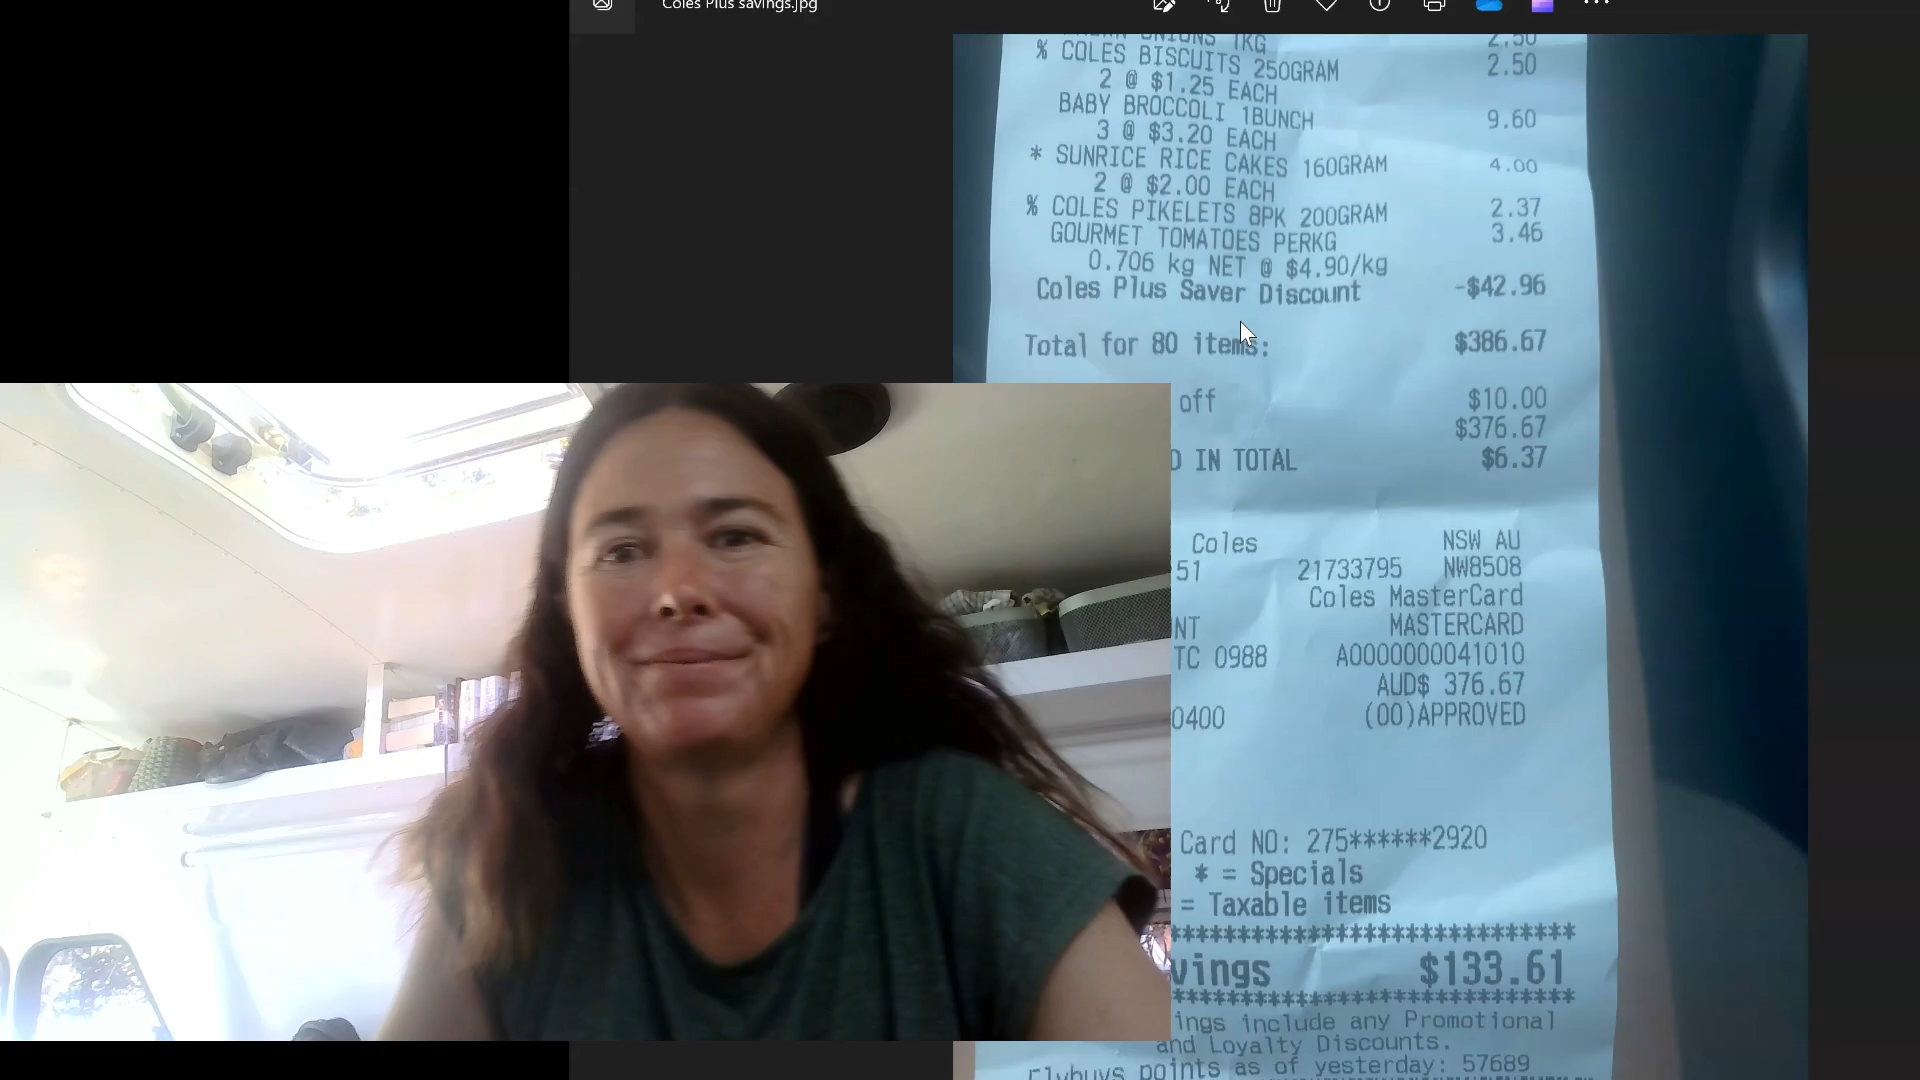 Coles Plus savings.jpg
ONIONS 1KG 2.50
% COLES BISCUITS 250GRAM 2.50
2 @ $1.25 EACH
BABY BROCCOLI 1BUNCH 9.60
3 @ $3.20 EACH
* SUNRICE RICE CAKES 160GRAM 4.00
2 @ $2.00 EACH
% COLES PIKELETS 8PK 200GRAM 2.37
GOURMET TOMATOES PERKG 3.46
0.706 kg NET @ $4.90/kg
Coles Plus Saver Discount -$42.96
Total for 80 items: $386.67
off $10.00
$376.67
D IN TOTAL $6.37
Coles NSW AU
51 21733795 NW8508
Coles MasterCard
NT MASTERCARD
TC 0988 A0000000041010
AUD$ 376.67
0400 (00)APPROVED
Card NO: 275******2920
* = Specials
= Taxable items
*******************************
vings $133.61
*******************************
ings include any Promotional
and Loyalty Discounts.
Flybuys points as of yesterday: 57689